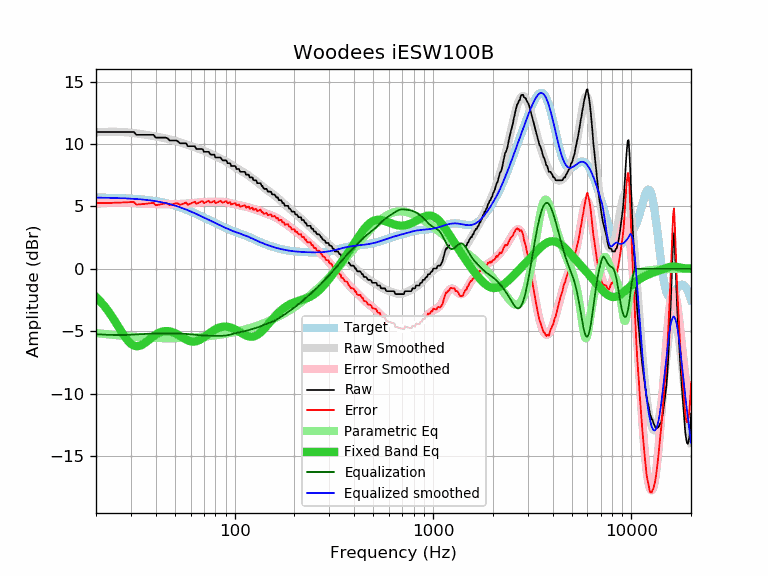 Woodees iESW100B
15
10
5
0
−5
−10
−15
Amplitude (dBr)
Target
Raw Smoothed
Error Smoothed
Raw
Error
Parametric Eq
Fixed Band Eq
Equalization
Equalized smoothed
100
1000
10000
Frequency (Hz)